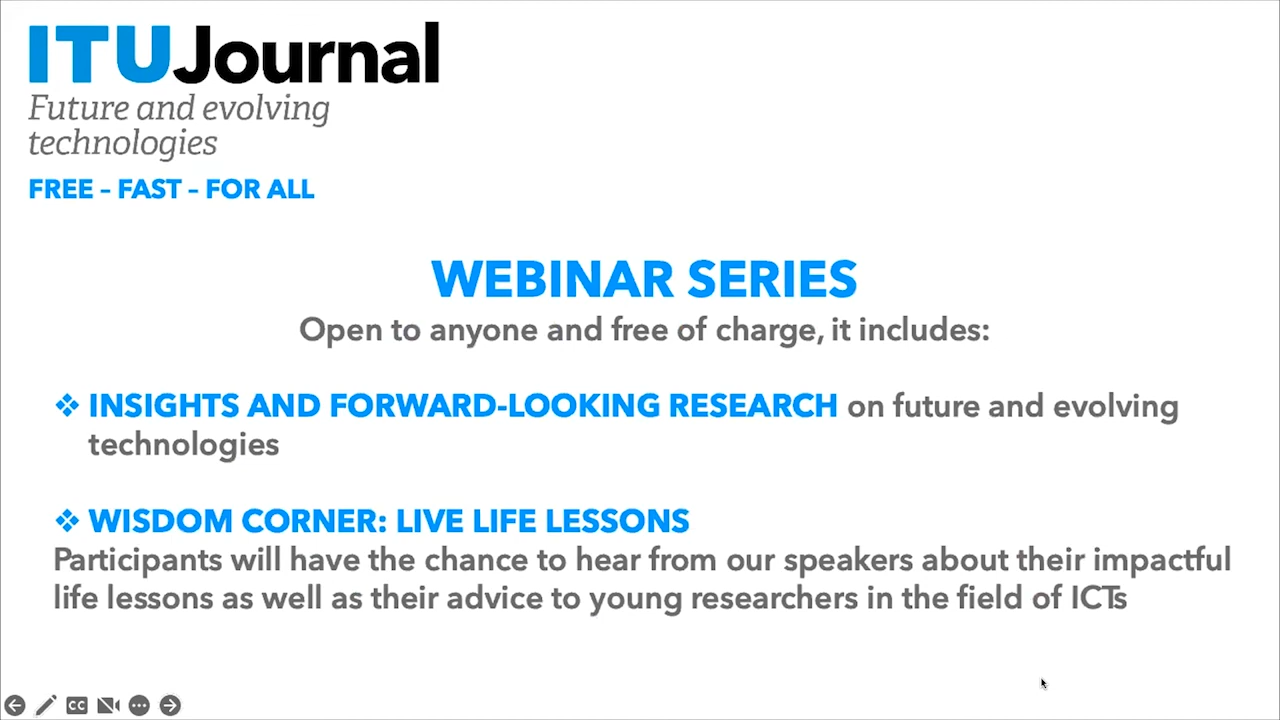 ITUJournal
Future and evolving
technologies
FREE – FAST – FOR ALL
WEBINAR SERIES
Open to anyone and free of charge, it includes:
❖ INSIGHTS AND FORWARD-LOOKING RESEARCH on future and evolving
technologies
❖ WISDOM CORNER: LIVE LIFE LESSONS
Participants will have the chance to hear from our speakers about their impactful
life lessons as well as their advice to young researchers in the field of ICTs
CC